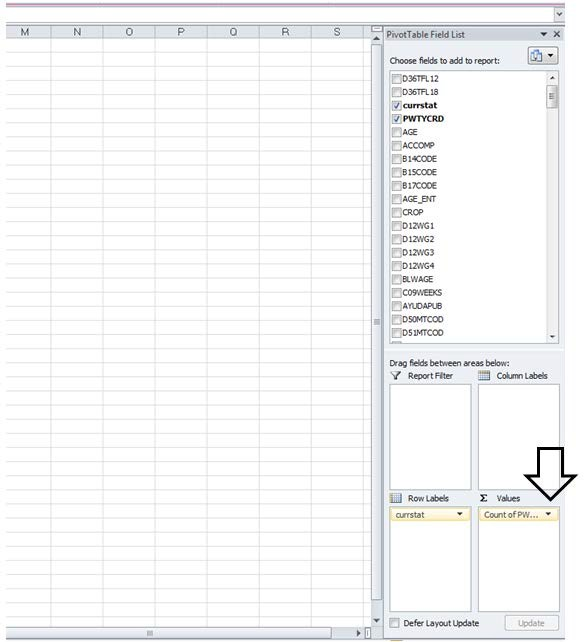 M N O P Q R S
PivotTable Field List
Choose fields to add to report:
D36TFL12
D36TFL18
currstat
PWTYCRD
AGE
ACCOMP
B14CODE
B15CODE
B17CODE
AGE_ENT
CROP
D12WG1
D12WG2
D12WG3
D12WG4
BLWAGE
C09WEEKS
AYUDAPUB
D50MTCOD
D51MTCOD
Drag fields between areas below:
Report Filter Column Labels
Row Labels Σ Values
currstat Count of PW...
Defer Layout Update Update